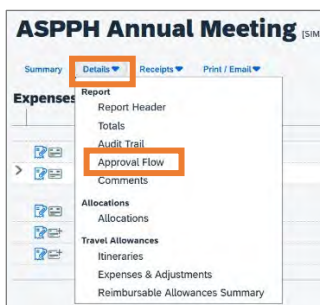 ASPPH Annual Meeting [SIM
Summary Details Receipts Print / Email
Expenses
Report
Report Header
Totals
Audit Trail
Approval Flow
Comments
Allocations
Allocations
Travel Allowances
Itineraries
Expenses & Adjustments
Reimbursable Allowances Summary